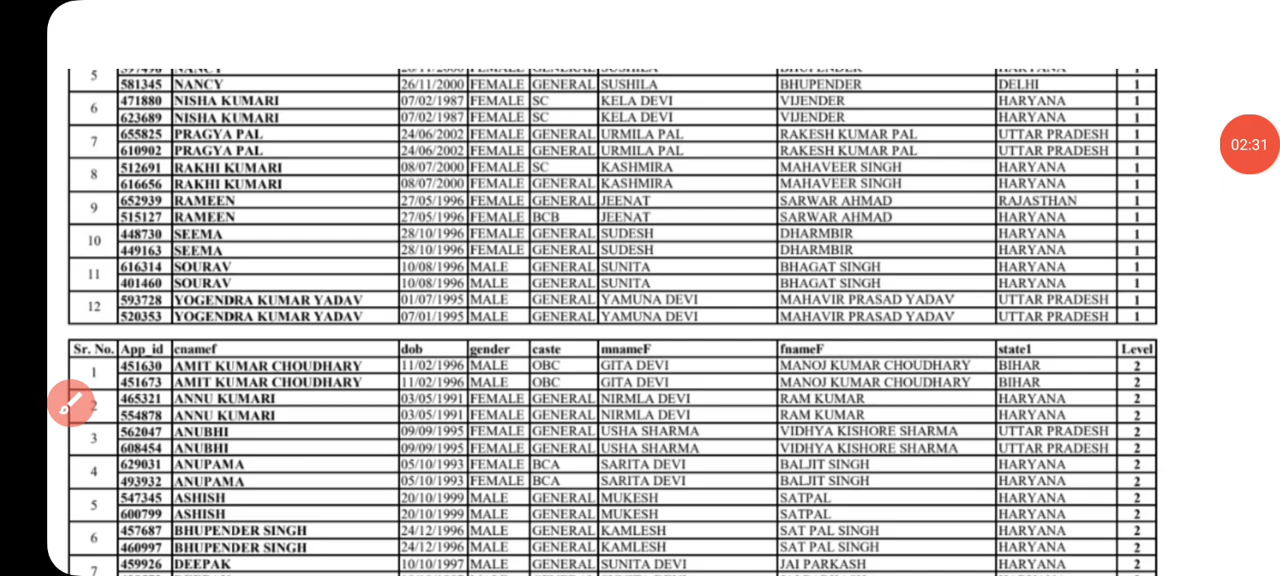 5 581345 NANCY 26/11/2000 FEMALE GENERAL SUSHILA BHUPENDER DELHI 1
6 471880 NISHA KUMARI 07/02/1987 FEMALE SC KELA DEVI VIJENDER HARYANA 1
623689 NISHA KUMARI 07/02/1987 FEMALE SC KELA DEVI VIJENDER HARYANA 1
7 655825 PRAGYA PAL 24/06/2002 FEMALE GENERAL URMILA PAL RAKESH KUMAR PAL UTTAR PRADESH 1
610902 PRAGYA PAL 24/06/2002 FEMALE GENERAL URMILA PAL RAKESH KUMAR PAL UTTAR PRADESH 1
8 512691 RAKHI KUMARI 08/07/2000 FEMALE SC KASHMIRA MAHAVEER SINGH HARYANA 1
616656 RAKHI KUMARI 08/07/2000 FEMALE GENERAL KASHMIRA MAHAVEER SINGH HARYANA 1
9 652939 RAMEEN 27/05/1996 FEMALE GENERAL JEENAT SARWAR AHMAD RAJASTHAN 1
515127 RAMEEN 27/05/1996 FEMALE BCB JEENAT SARWAR AHMAD HARYANA 1
10 448730 SEEMA 28/10/1996 FEMALE GENERAL SUDESH DHARMBIR HARYANA 1
449163 SEEMA 28/10/1996 FEMALE GENERAL SUDESH DHARMBIR HARYANA 1
11 616314 SOURAV 10/08/1996 MALE GENERAL SUNITA BHAGAT SINGH HARYANA 1
401460 SOURAV 10/08/1996 MALE GENERAL SUNITA BHAGAT SINGH HARYANA 1
12 593728 YOGENDRA KUMAR YADAV 01/07/1995 MALE GENERAL YAMUNA DEVI MAHAVIR PRASAD YADAV UTTAR PRADESH 1
520353 YOGENDRA KUMAR YADAV 07/01/1995 MALE GENERAL YAMUNA DEVI MAHAVIR PRASAD YADAV UTTAR PRADESH 1
Sr. No. App_id cnamef dob gender caste mnameF fnameF state1 Level
1 451630 AMIT KUMAR CHOUDHARY 11/02/1996 MALE OBC GITA DEVI MANOJ KUMAR CHOUDHARY BIHAR 2
451673 AMIT KUMAR CHOUDHARY 11/02/1996 MALE OBC GITA DEVI MANOJ KUMAR CHOUDHARY BIHAR 2
2 465321 ANNU KUMARI 03/05/1991 FEMALE GENERAL NIRMLA DEVI RAM KUMAR HARYANA 2
554878 ANNU KUMARI 03/05/1991 FEMALE GENERAL NIRMLA DEVI RAM KUMAR HARYANA 2
3 562047 ANUBHI 09/09/1995 FEMALE GENERAL USHA SHARMA VIDHYA KISHORE SHARMA UTTAR PRADESH 2
608454 ANUBHI 09/09/1995 FEMALE GENERAL USHA SHARMA VIDHYA KISHORE SHARMA UTTAR PRADESH 2
4 629031 ANUPAMA 05/10/1993 FEMALE BCA SARITA DEVI BALJIT SINGH HARYANA 2
493932 ANUPAMA 05/10/1993 FEMALE BCA SARITA DEVI BALJIT SINGH HARYANA 2
5 547345 ASHISH 20/10/1999 MALE GENERAL MUKESH SATPAL HARYANA 2
600799 ASHISH 20/10/1999 MALE GENERAL MUKESH SATPAL HARYANA 2
6 457687 BHUPENDER SINGH 24/12/1996 MALE GENERAL KAMLESH SAT PAL SINGH HARYANA 2
460997 BHUPENDER SINGH 24/12/1996 MALE GENERAL KAMLESH SAT PAL SINGH HARYANA 2
7 459926 DEEPAK 10/10/1997 MALE GENERAL SUNITA DEVI JAI PARKASH HARYANA 2
02:31